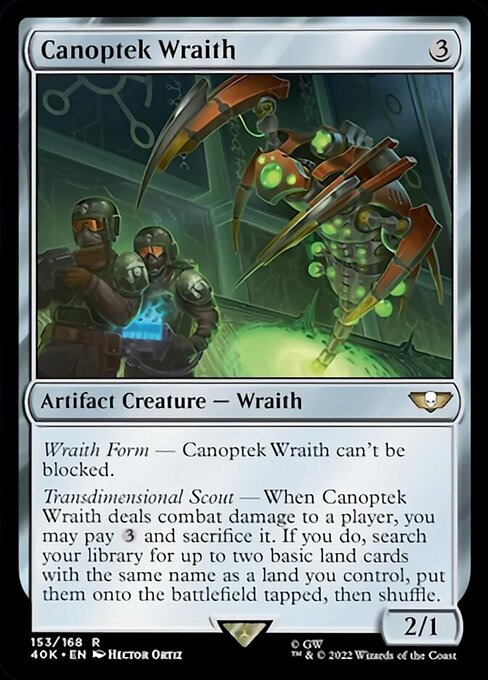 Canoptek Wraith 3
Artifact Creature — Wraith
Wraith Form — Canoptek Wraith can't be
blocked.
Transdimensional Scout — When Canoptek
Wraith deals combat damage to a player, you
may pay 3 and sacrifice it. If you do, search
your library for up to two basic land cards
with the same name as a land you control, put
them onto the battlefield tapped, then shuffle.
2/1
153/168 R
40K • EN Hector Ortiz
© GW
™ & © 2022 Wizards of the Coast